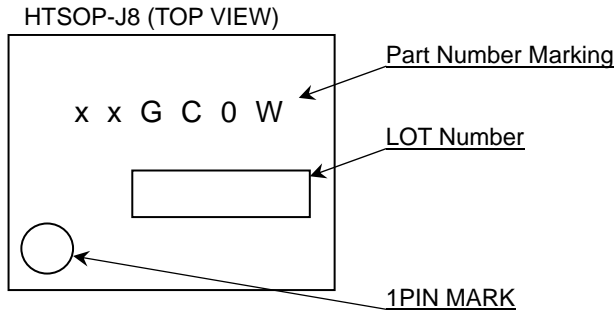 HTSOP-J8 (TOP VIEW)
Part Number Marking
x x G C 0 W
LOT Number
1PIN MARK